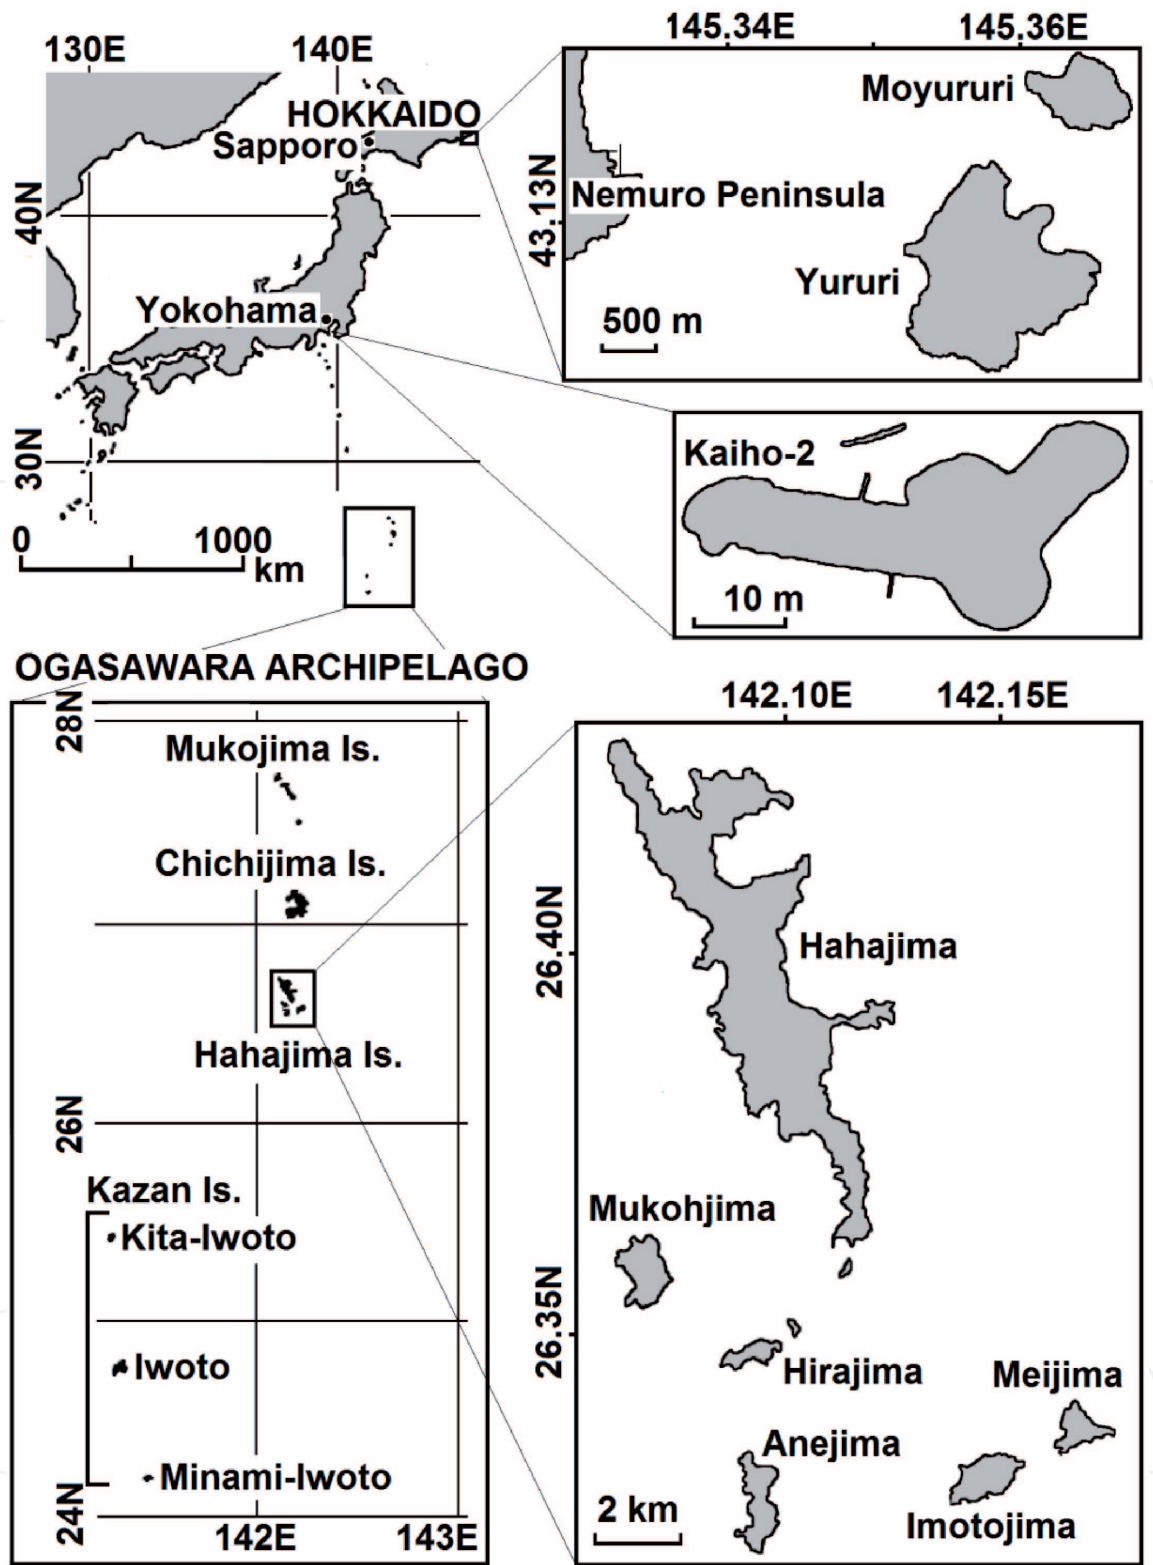 130E
140E
HOKKAIDO
Sapporo
40N
Yokohama
30N
0
1000
km
145.34E
145.36E
Moyururi
Nemuro Peninsula
43.13N
Yururi
500 m
Kaiho-2
10 m
OGASAWARA ARCHIPELAGO
28N
Mukojima Is.
Chichijima Is.
Hahajima Is.
26N
Kazan Is.
Kita-Iwoto
Iwoto
Minami-Iwoto
24N
142E
143E
142.10E
142.15E
26.40N
Hahajima
Mukohjima
26.35N
Hirajima
Meijima
Anejima
2 km
Imotojima